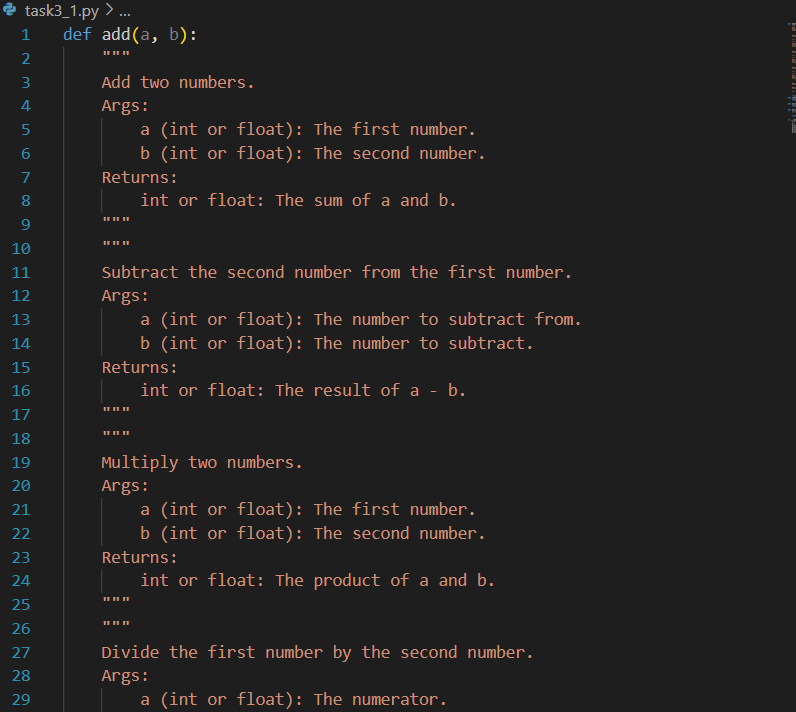 task3_1.py > ...
1 def add(a, b):
2 """
3 Add two numbers.
4 Args:
5 a (int or float): The first number.
6 b (int or float): The second number.
7 Returns:
8 int or float: The sum of a and b.
9 """
10 """
11 Subtract the second number from the first number.
12 Args:
13 a (int or float): The number to subtract from.
14 b (int or float): The number to subtract.
15 Returns:
16 int or float: The result of a - b.
17 """
18 """
19 Multiply two numbers.
20 Args:
21 a (int or float): The first number.
22 b (int or float): The second number.
23 Returns:
24 int or float: The product of a and b.
25 """
26 """
27 Divide the first number by the second number.
28 Args:
29 a (int or float): The numerator.